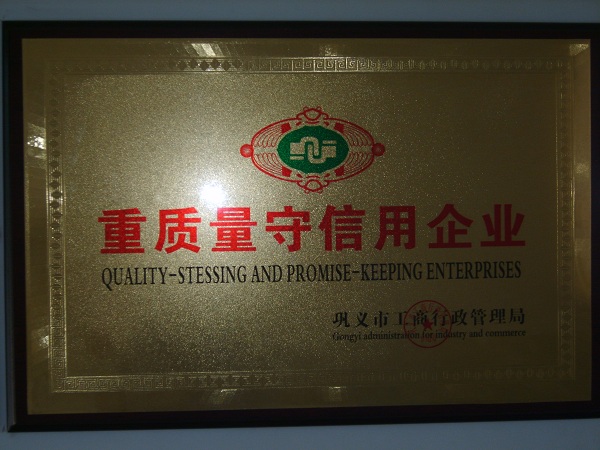 重质量守信用企业
QUALITY-STESSING AND PROMISE-KEEPING ENTERPRISES
巩义市工商行政管理局
Gongyi administration for industry and commerce